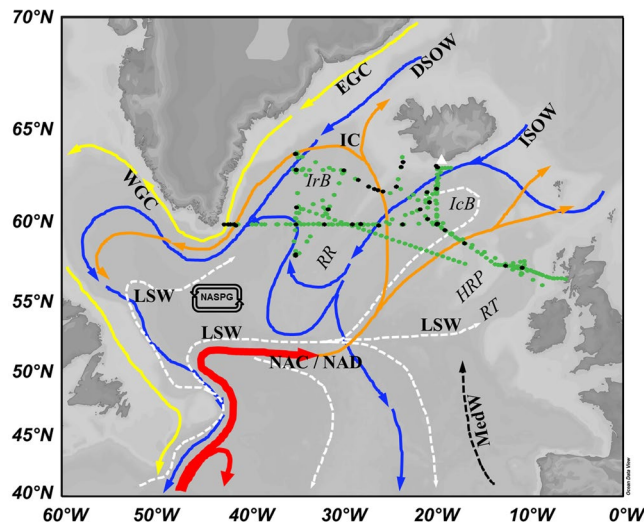 70°N
65°N
60°N
55°N
50°N
45°N
40°N
EGC
DSOW
IC
ISOW
WGC
IrB
IcB
RR
HRP
RT
LSW
NASPG
LSW
LSW
NAC / NAD
MedW
Ocean Data View
60°W
50°W
40°W
30°W
20°W
10°W
0°W